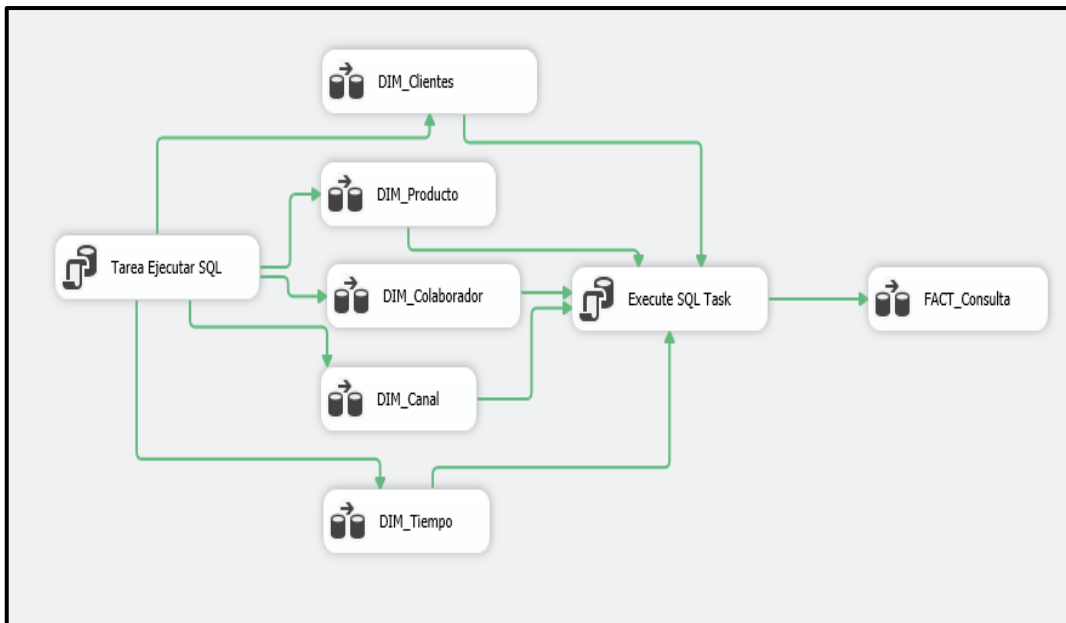 DIM_Clientes
DIM_Producto
Tarea Ejecutar SQL
DIM_Colaborador
Execute SQL Task
FACT_Consulta
DIM_Canal
DIM_Tiempo